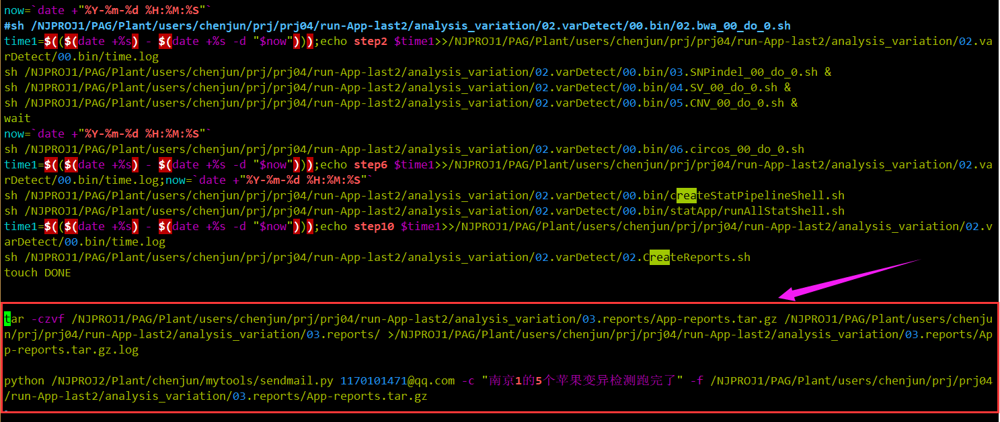 now=`date +"%Y-%m-%d %H:%M:%S"`
#sh /NJPROJ1/PAG/Plant/users/chenjun/prj/prj04/run-App-last2/analysis_variation/02.varDetect/00.bin/02.bwa_00_do_0.sh
time1=$(($(date +%s) - $(date +%s -d "$now")));echo step2 $time1>>/NJPROJ1/PAG/Plant/users/chenjun/prj/prj04/run-App-last2/analysis_variation/02.va
rDetect/00.bin/time.log
sh /NJPROJ1/PAG/Plant/users/chenjun/prj/prj04/run-App-last2/analysis_variation/02.varDetect/00.bin/03.SNPindel_00_do_0.sh &
sh /NJPROJ1/PAG/Plant/users/chenjun/prj/prj04/run-App-last2/analysis_variation/02.varDetect/00.bin/04.SV_00_do_0.sh &
sh /NJPROJ1/PAG/Plant/users/chenjun/prj/prj04/run-App-last2/analysis_variation/02.varDetect/00.bin/05.CNV_00_do_0.sh &
wait
now=`date +"%Y-%m-%d %H:%M:%S"`
sh /NJPROJ1/PAG/Plant/users/chenjun/prj/prj04/run-App-last2/analysis_variation/02.varDetect/00.bin/06.circos_00_do_0.sh
time1=$(($(date +%s) - $(date +%s -d "$now")));echo step6 $time1>>/NJPROJ1/PAG/Plant/users/chenjun/prj/prj04/run-App-last2/analysis_variation/02.va
rDetect/00.bin/time.log;now=`date +"%Y-%m-%d %H:%M:%S"`
sh /NJPROJ1/PAG/Plant/users/chenjun/prj/prj04/run-App-last2/analysis_variation/02.varDetect/00.bin/createStatPipelineShell.sh
sh /NJPROJ1/PAG/Plant/users/chenjun/prj/prj04/run-App-last2/analysis_variation/02.varDetect/00.bin/statApp/runAllStatShell.sh
time1=$(($(date +%s) - $(date +%s -d "$now")));echo step10 $time1>>/NJPROJ1/PAG/Plant/users/chenjun/prj/prj04/run-App-last2/analysis_variation/02.v
arDetect/00.bin/time.log
sh /NJPROJ1/PAG/Plant/users/chenjun/prj/prj04/run-App-last2/analysis_variation/02.varDetect/02.CreateReports.sh
touch DONE
tar -czvf /NJPROJ1/PAG/Plant/users/chenjun/prj/prj04/run-App-last2/analysis_variation/03.reports/App-reports.tar.gz /NJPROJ1/PAG/Plant/users/chenju
n/prj/prj04/run-App-last2/analysis_variation/03.reports/ >/NJPROJ1/PAG/Plant/users/chenjun/prj/prj04/run-App-last2/analysis_variation/03.reports/Ap
p-reports.tar.gz.log
python /NJPROJ2/Plant/chenjun/mytools/sendmail.py 1170101471@qq.com -c "南京1的5个苹果变异检测跑完了" -f /NJPROJ1/PAG/Plant/users/chenjun/prj/prj04
/run-App-last2/analysis_variation/03.reports/App-reports.tar.gz